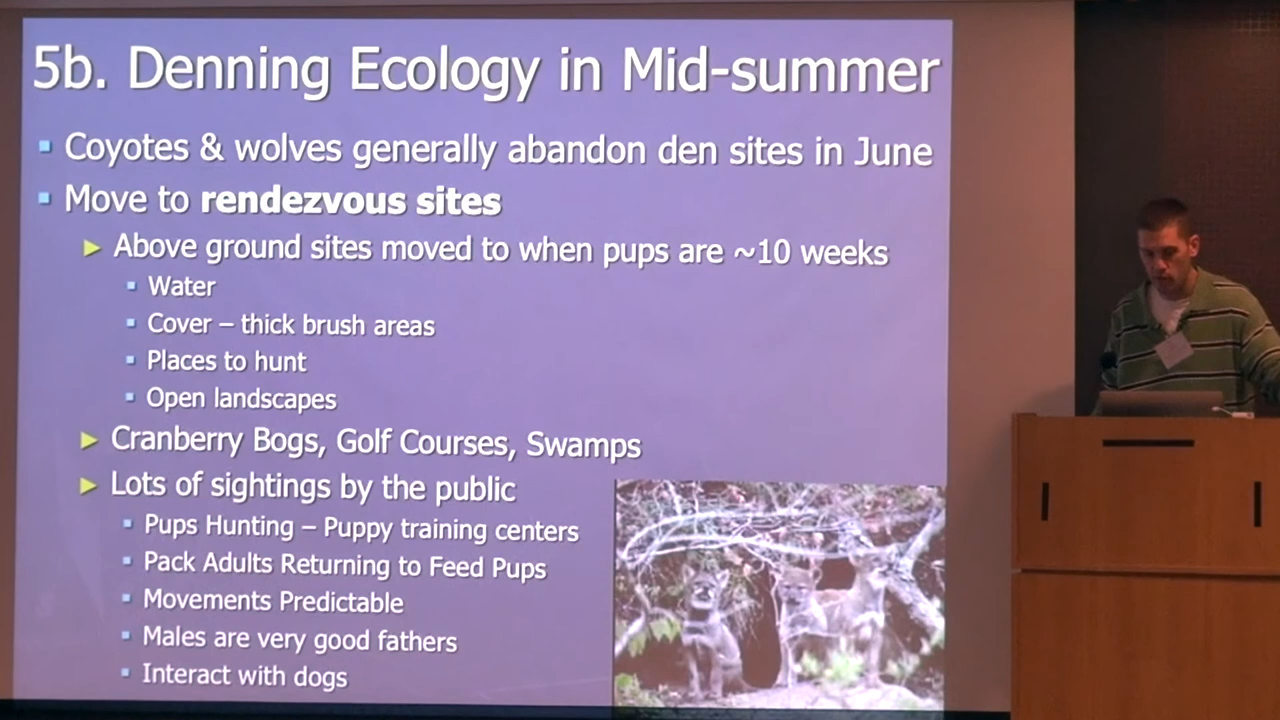 5b. Denning Ecology in Mid-summer
▪ Coyotes & wolves generally abandon den sites in June
▪ Move to rendezvous sites
► Above ground sites moved to when pups are ~10 weeks
▪ Water
▪ Cover – thick brush areas
▪ Places to hunt
▪ Open landscapes
► Cranberry Bogs, Golf Courses, Swamps
► Lots of sightings by the public
▪ Pups Hunting – Puppy training centers
▪ Pack Adults Returning to Feed Pups
▪ Movements Predictable
▪ Males are very good fathers
▪ Interact with dogs